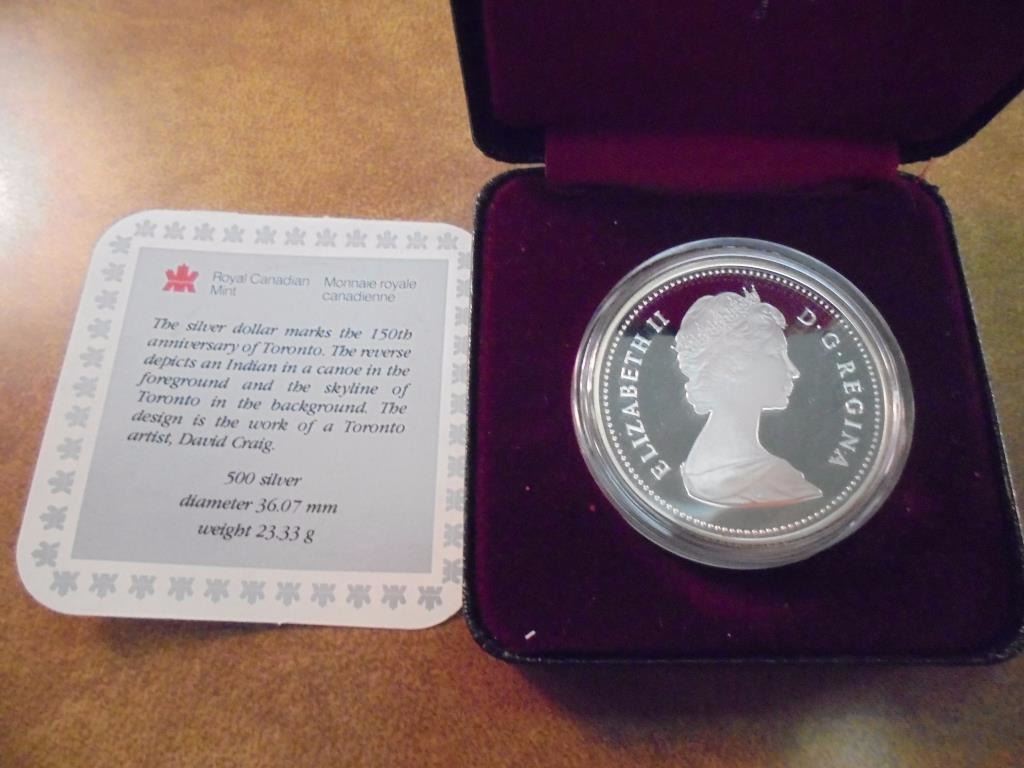 Royal Canadian Mint
Monnaie royale canadienne
The silver dollar marks the 150th
anniversary of Toronto. The reverse
depicts an Indian in a canoe in the
foreground and the skyline of
Toronto in the background. The
design is the work of a Toronto
artist, David Craig.
500 silver
diameter 36.07 mm
weight 23.33 g
ELIZABETH II D·G·REGINA